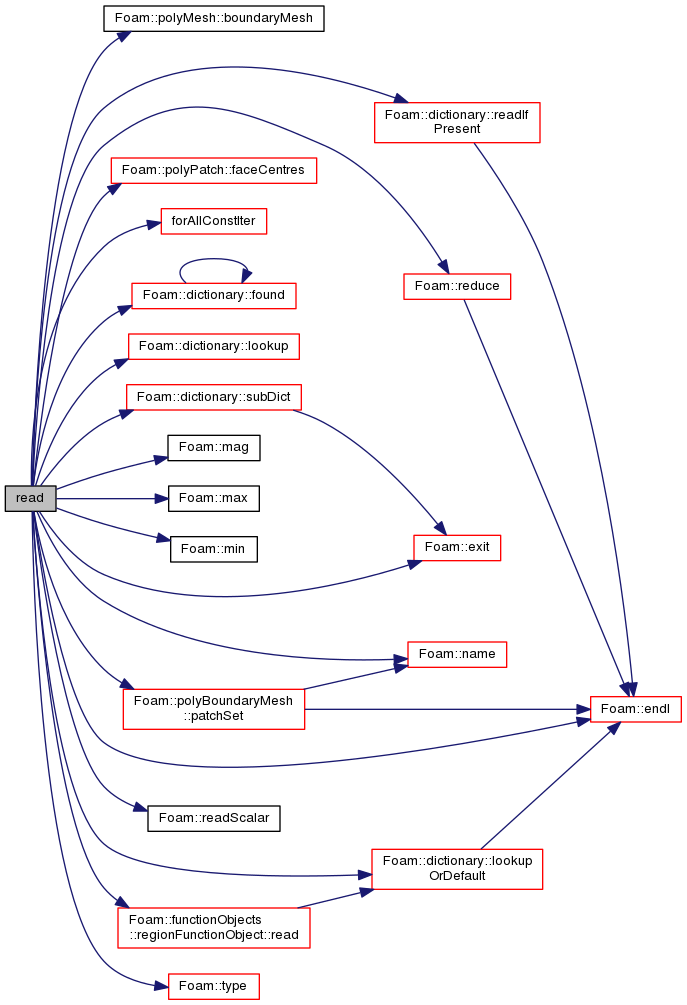 Foam::polyMesh::boundaryMesh
Foam::dictionary::readIf
Present
Foam::polyPatch::faceCentres
forAllConstIter
Foam::dictionary::found
Foam::reduce
Foam::dictionary::lookup
Foam::dictionary::subDict
Foam::mag
read
Foam::max
Foam::min
Foam::exit
Foam::name
Foam::polyBoundaryMesh
::patchSet
Foam::endl
Foam::readScalar
Foam::dictionary::lookup
OrDefault
Foam::functionObjects
::regionFunctionObject::read
Foam::type